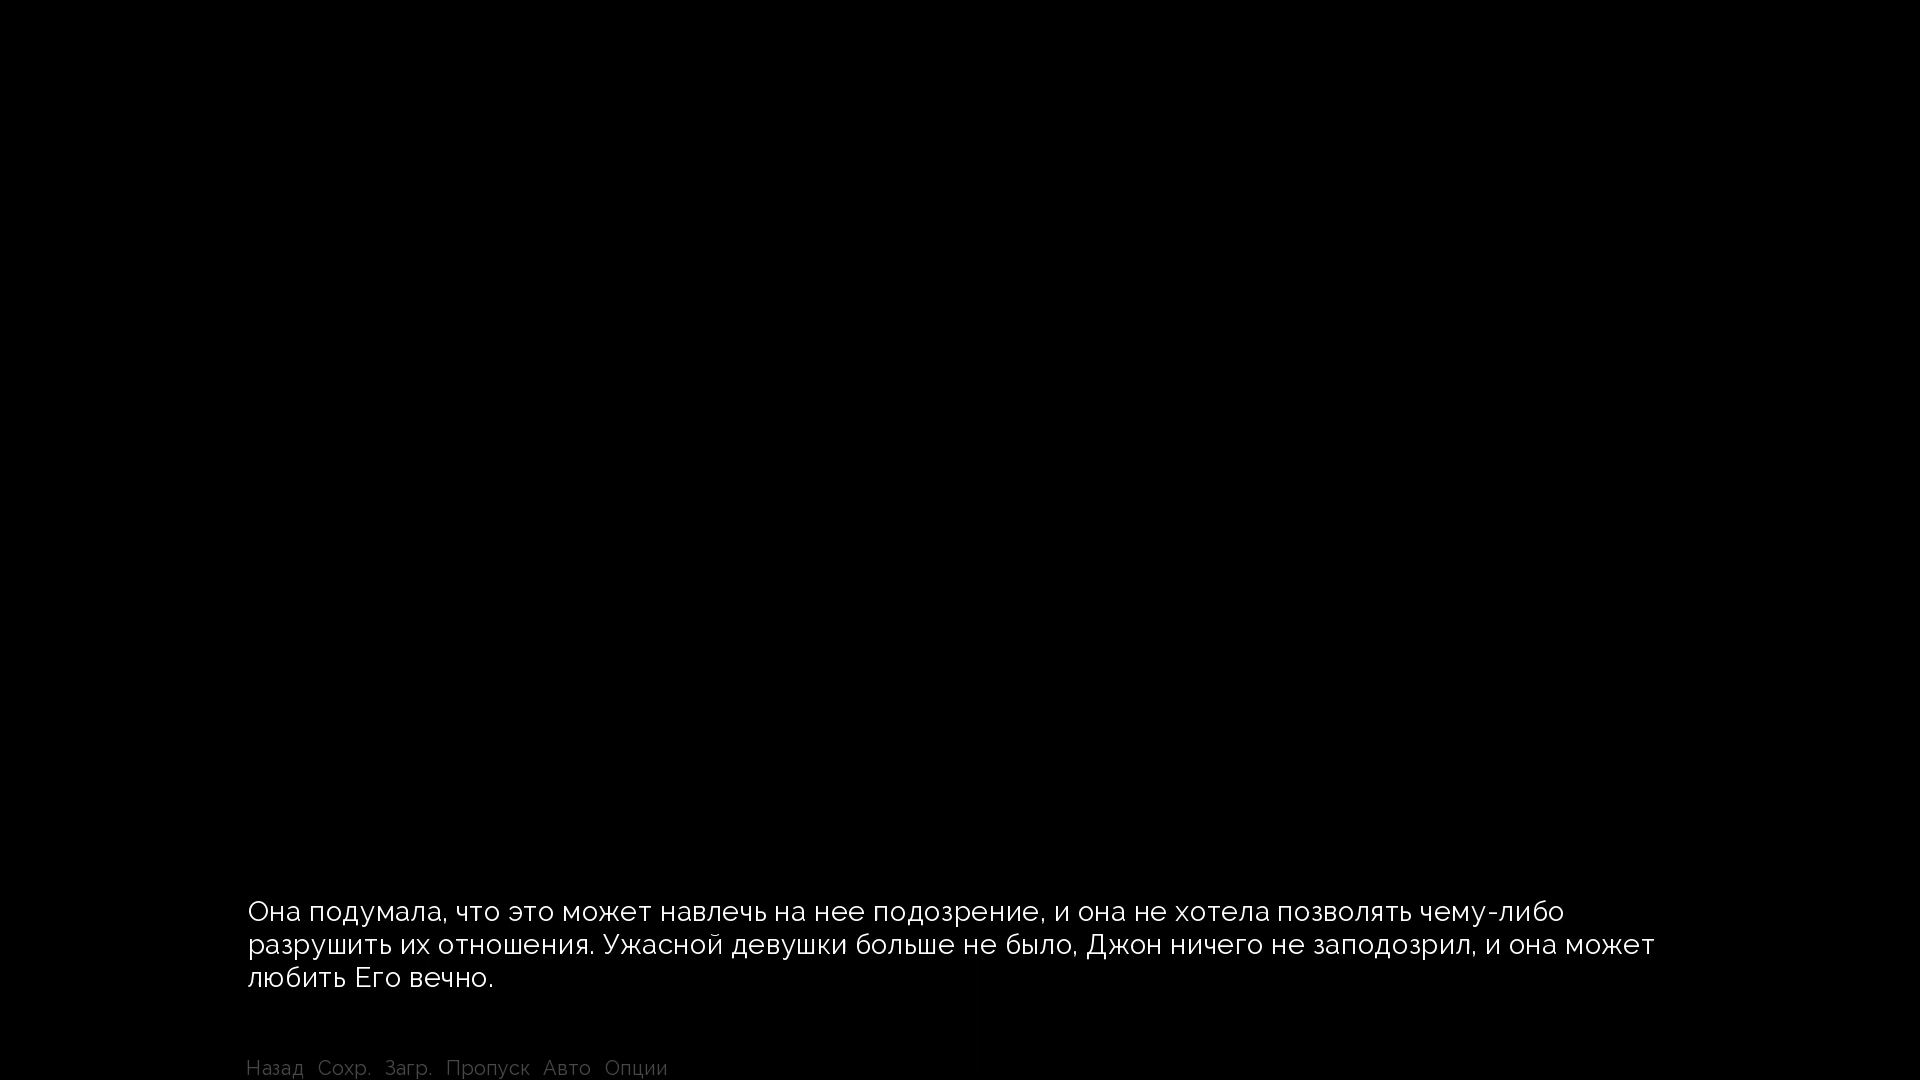 Она подумала, что это может навлечь на нее подозрение, и она не хотела позволять чему-либо
разрушить их отношения. Ужасной девушки больше не было, Джон ничего не заподозрил, и она может
любить Его вечно.
Назад Сохр. Загр. Пропуск Авто Опции